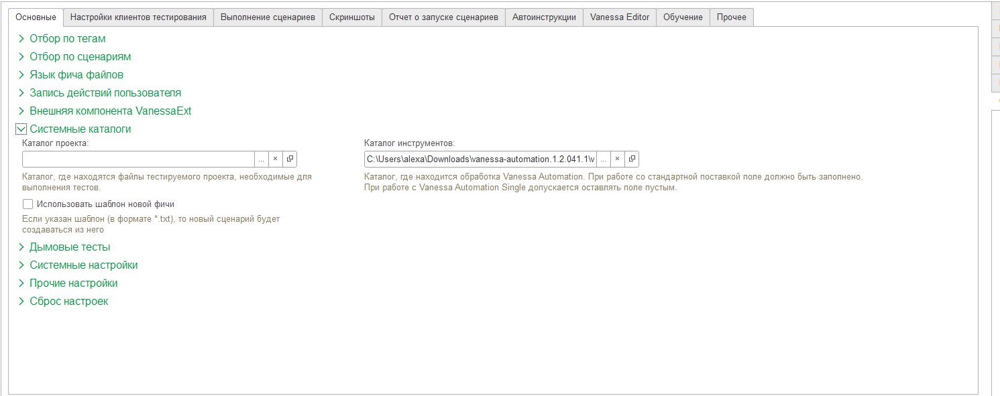 Основные Настройки клиентов тестирования Выполнение сценариев Скриншоты Отчет о запуске сценариев Автоинструкции Vanessa Editor Обучение Прочее
Отбор по тегам
Отбор по сценариям
Язык фича файлов
Запись действий пользователя
Внешняя компонента VanessaExt
Системные каталоги
Каталог проекта:
... ×
Каталог, где находятся файлы тестируемого проекта, необходимые для
выполнения тестов.
Использовать шаблон новой фичи
Если указан шаблон (в формате *.txt), то новый сценарий будет
создаваться из него
Каталог инструментов:
C:\Users\alexa\Downloads\vanessa-automation.1.2.041.1\v ... ×
Каталог, где находится обработка Vanessa Automation. При работе со стандартной поставкой поле должно быть заполнено.
При работе с Vanessa Automation Single допускается оставлять поле пустым.
Дымовые тесты
Системные настройки
Прочие настройки
Сброс настроек